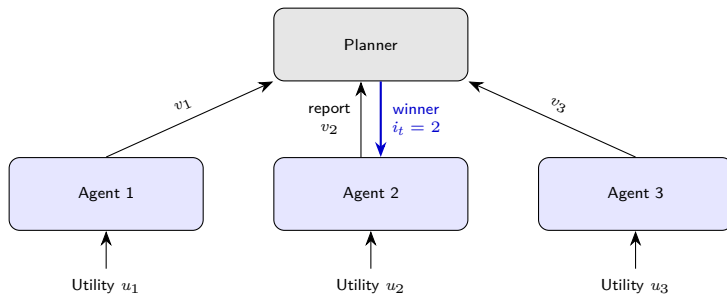 Planner
v₁
report
v₂
winner
iₜ = 2
v₃
Agent 1
Agent 2
Agent 3
Utility u₁
Utility u₂
Utility u₃